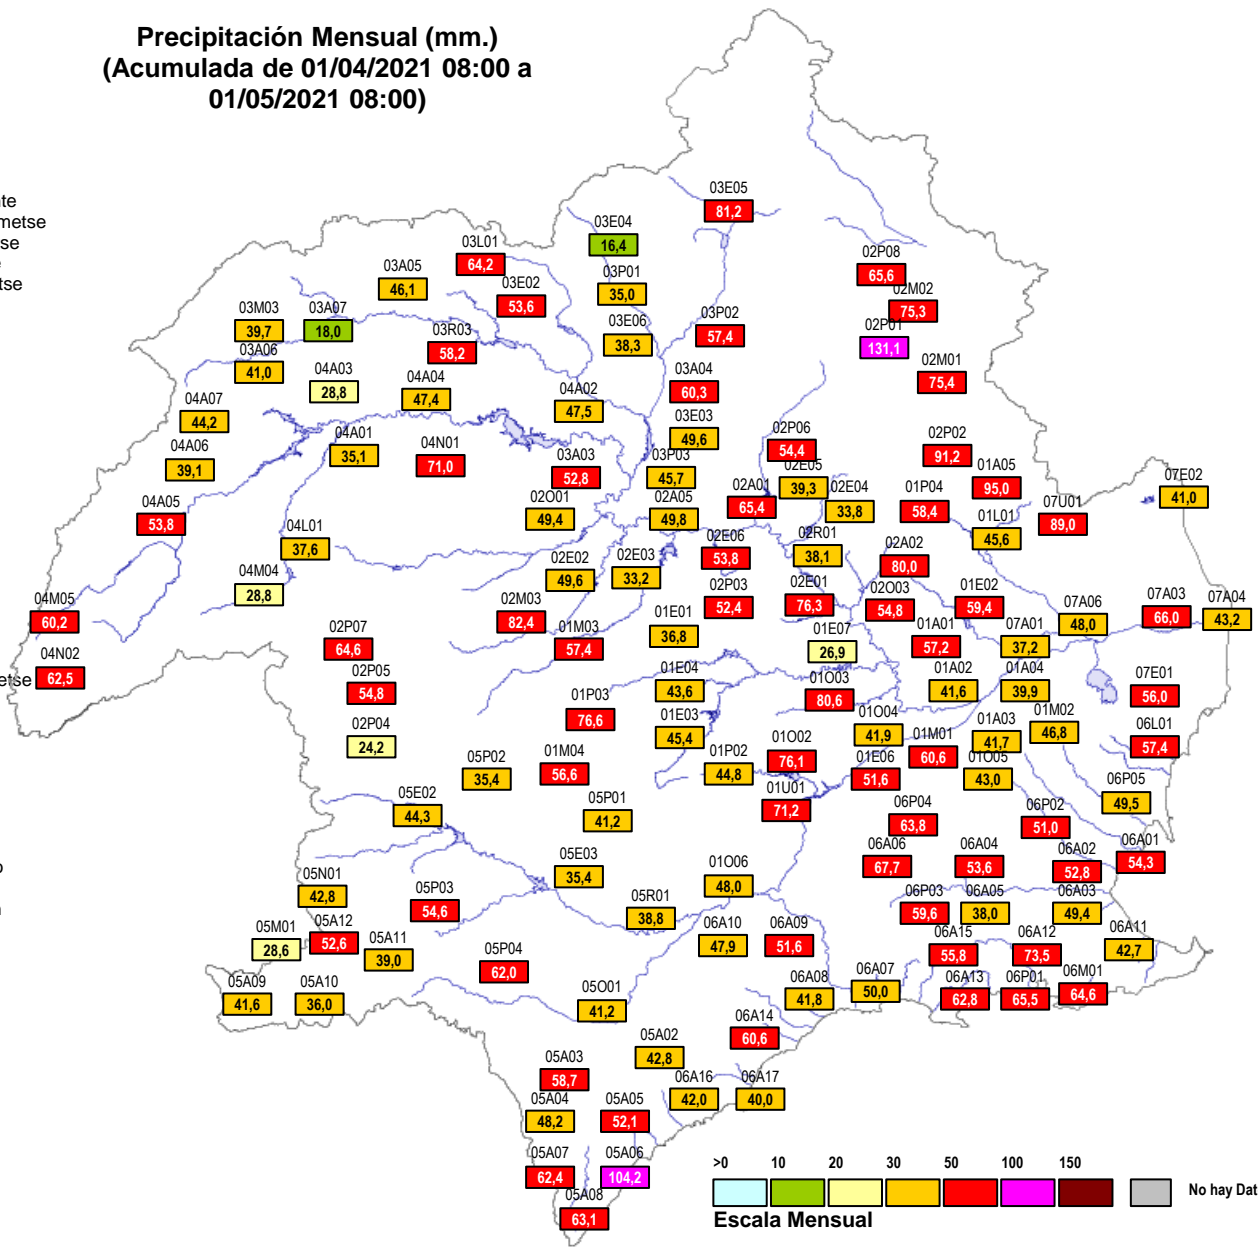 Precipitación Mensual (mm.)
(Acumulada de 01/04/2021 08:00 a
01/05/2021 08:00)
03E05
81,2
03E04
16,4
03L01
64,2
03A05
46,1
03E02
53,6
03P01
35,0
02P08
65,6
02M02
75,3
03M03
39,7
03A07
18,0
03R03
58,2
03E06
38,3
03P02
57,4
02P01
131,1
03A06
41,0
04A03
28,8
04A04
47,4
04A02
47,5
03A04
60,3
02M01
75,4
04A07
44,2
03E03
49,6
04A01
35,1
04N01
71,0
02P06
54,4
02P02
91,2
04A06
39,1
03A03
52,8
03P03
45,7
02E05
39,3
01A05
95,0
07E02
41,0
04A05
53,8
02O01
49,4
02A05
49,8
02A01
65,4
02E04
33,8
01P04
58,4
07U01
89,0
04L01
37,6
02R01
38,1
01L01
45,6
02E02
49,6
02E03
33,2
02E06
53,8
02A02
80,0
04M04
28,8
04M05
60,2
02M03
82,4
02P03
52,4
02E01
76,3
02O03
54,8
01E02
59,4
07A06
48,0
07A03
66,0
07A04
43,2
02P07
64,6
01M03
57,4
01E01
36,8
01E07
26,9
01A01
57,2
07A01
37,2
04N02
62,5
etse
02P05
54,8
01E04
43,6
01O03
80,6
01A02
41,6
01A04
39,9
07E01
56,0
02P04
24,2
01P03
76,6
01E03
45,4
01O04
41,9
01M02
46,8
06L01
57,4
01A03
41,7
01M01
60,6
05P02
35,4
01M04
56,6
01P02
44,8
01O02
76,1
01E06
51,6
01O05
43,0
05E02
44,3
05P01
41,2
01U01
71,2
06P04
63,8
06P02
51,0
06P05
49,5
05E03
35,4
01O06
48,0
06A06
67,7
06A04
53,6
06A02
52,8
06A01
54,3
05N01
42,8
05P03
54,6
05R01
38,8
06P03
59,6
06A05
38,0
06A03
49,4
05M01
28,6
05A12
52,6
05A11
39,0
05P04
62,0
06A10
47,9
06A09
51,6
06A15
55,8
06A12
73,5
06A11
42,7
05A09
41,6
05A10
36,0
05O01
41,2
06A08
41,8
06A07
50,0
06A13
62,8
06P01
65,5
06M01
64,6
06A14
60,6
05A02
42,8
05A03
58,7
06A16
42,0
06A17
40,0
05A04
48,2
05A05
52,1
05A07
62,4
05A06
104,2
05A08
63,1
>0 10 20 30 50 100 150
No hay Dat
Escala Mensual